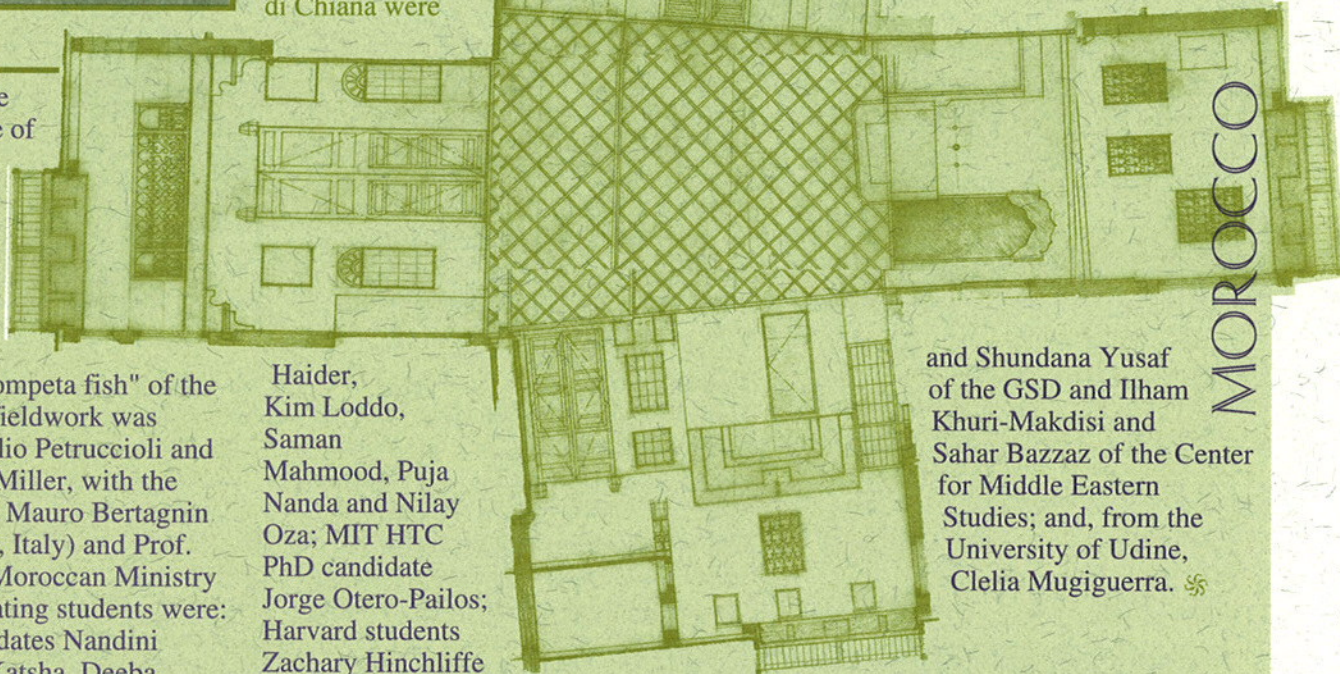 di Chiana were
e
e of
ompeta fish" of the
ieldwork was
lio Petruccioli and
Miller, with the
Mauro Bertagnin
, Italy) and Prof.
Moroccan Ministry
ating students were:
dates Nandini
Katsha, Deeba
Haider,
Kim Loddo,
Saman
Mahmood, Puja
Nanda and Nilay
Oza; MIT HTC
PhD candidate
Jorge Otero-Pailos;
Harvard students
Zachary Hinchliffe
and Shundana Yusaf
of the GSD and Ilham
Khuri-Makdisi and
Sahar Bazzaz of the Center
for Middle Eastern
Studies; and, from the
University of Udine,
Clelia Mugiguerra.
MOROCCO